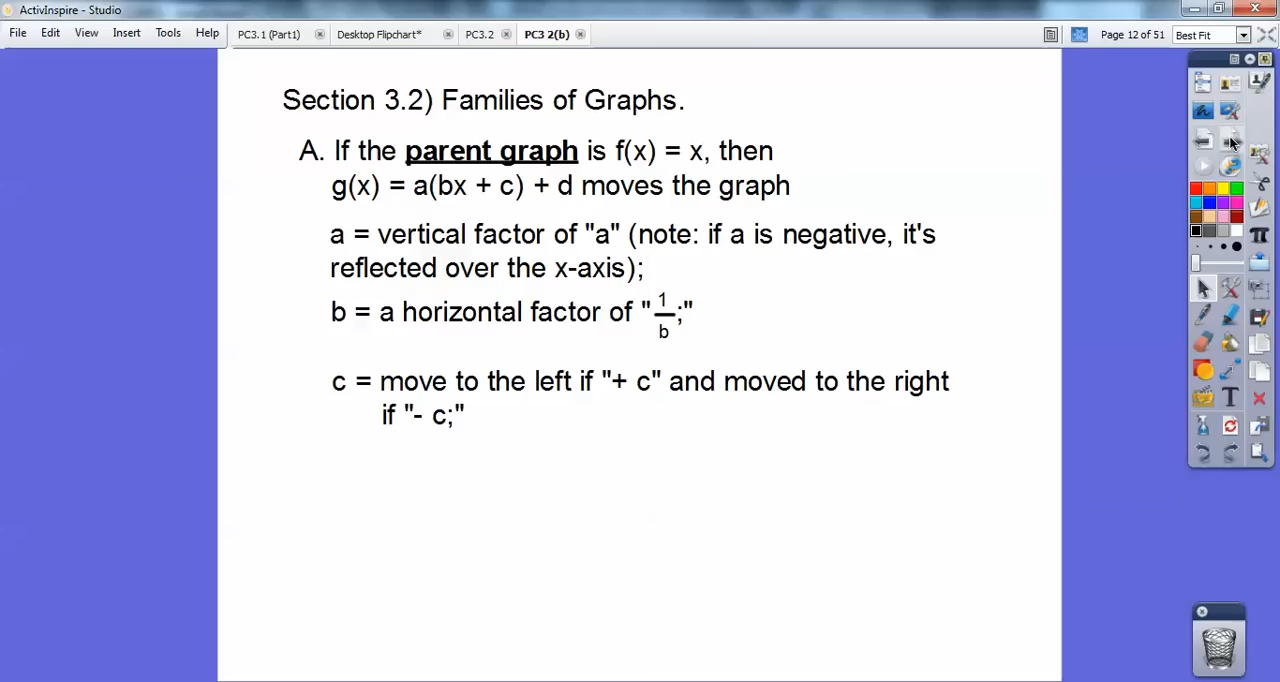 ActivInspire - Studio
File Edit View Insert Tools Help
PC3.1 (Part1) Desktop Flipchart* PC3.2 PC3 2(b)
Page 12 of 51 Best Fit
Section 3.2) Families of Graphs.
A. If the parent graph is f(x) = x, then
g(x) = a(bx + c) + d moves the graph
a = vertical factor of "a" (note: if a is negative, it's
reflected over the x-axis);
b = a horizontal factor of "1/b;"
c = move to the left if "+ c" and moved to the right
if "- c;"